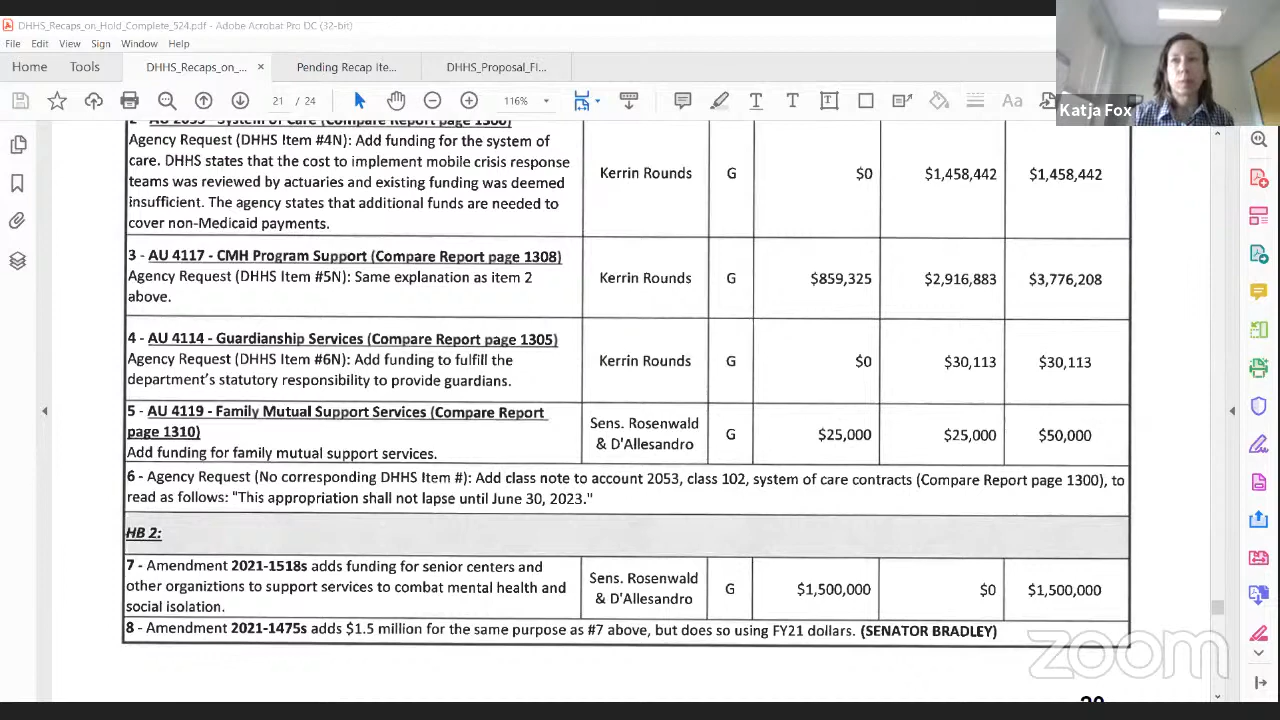 DHHS_Recaps_on_Hold_Complete_524.pdf - Adobe Acrobat Pro DC (32-bit)
File Edit View Sign Window Help
Home Tools DHHS_Recaps_on_... × Pending Recap Ite... DHHS_Proposal_Fl...
21 / 24 116%
Katja Fox
2 - AU 2053 - System of Care (Compare Report page 1300)
Agency Request (DHHS Item #4N): Add funding for the system of
care. DHHS states that the cost to implement mobile crisis response
teams was reviewed by actuaries and existing funding was deemed
insufficient. The agency states that additional funds are needed to
cover non-Medicaid payments.
Kerrin Rounds G $0 $1,458,442 $1,458,442
3 - AU 4117 - CMH Program Support (Compare Report page 1308)
Agency Request (DHHS Item #5N): Same explanation as item 2
above.
Kerrin Rounds G $859,325 $2,916,883 $3,776,208
4 - AU 4114 - Guardianship Services (Compare Report page 1305)
Agency Request (DHHS Item #6N): Add funding to fulfill the
department's statutory responsibility to provide guardians.
Kerrin Rounds G $0 $30,113 $30,113
5 - AU 4119 - Family Mutual Support Services (Compare Report
page 1310)
Add funding for family mutual support services.
Sens. Rosenwald
& D'Allesandro
G $25,000 $25,000 $50,000
6 - Agency Request (No corresponding DHHS Item #): Add class note to account 2053, class 102, system of care contracts (Compare Report page 1300), to
read as follows: "This appropriation shall not lapse until June 30, 2023."
HB 2:
7 - Amendment 2021-1518s adds funding for senior centers and
other organiztions to support services to combat mental health and
social isolation.
Sens. Rosenwald
& D'Allesandro
G $1,500,000 $0 $1,500,000
8 - Amendment 2021-1475s adds $1.5 million for the same purpose as #7 above, but does so using FY21 dollars. (SENATOR BRADLEY)
zoom